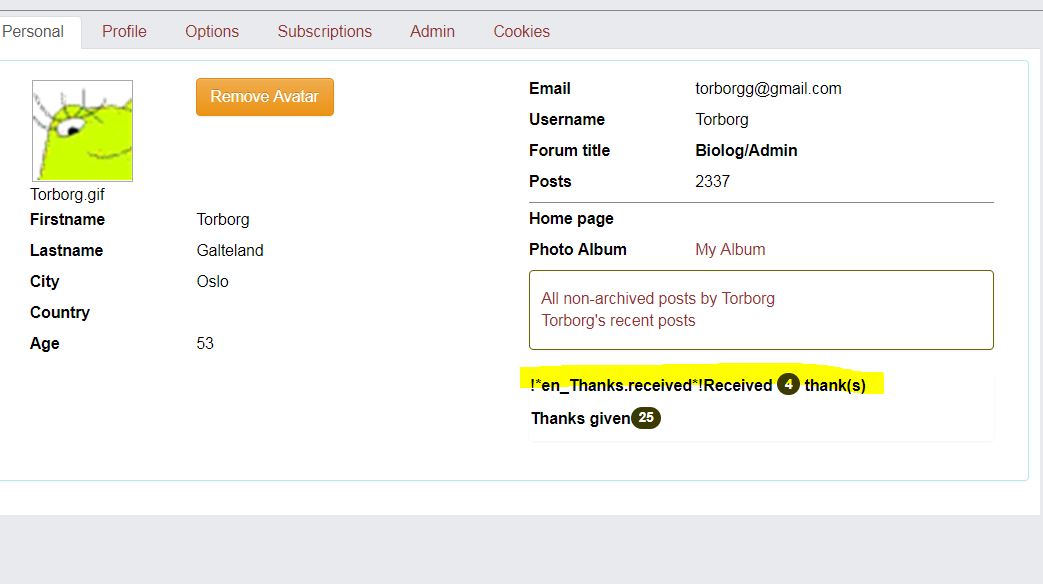 Personal Profile Options Subscriptions Admin Cookies
Remove Avatar
Torborg.gif
Firstname Torborg
Lastname Galteland
City Oslo
Country
Age 53
Email torborgg@gmail.com
Username Torborg
Forum title Biolog/Admin
Posts 2337
Home page
Photo Album My Album
All non-archived posts by Torborg
Torborg's recent posts
!*en_Thanks.received*!Received 4 thank(s)
Thanks given 25